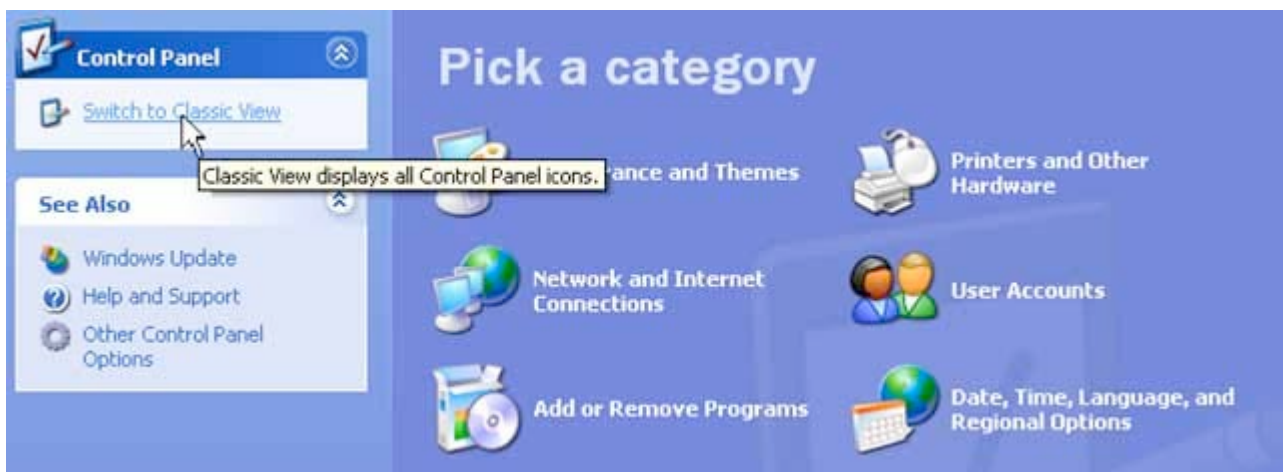 Control Panel
Switch to Classic View
Classic View displays all Control Panel icons.
See Also
Windows Update
Help and Support
Other Control Panel
Options
Pick a category
ance and Themes
Printers and Other
Hardware
Network and Internet
Connections
User Accounts
Add or Remove Programs
Date, Time, Language, and
Regional Options